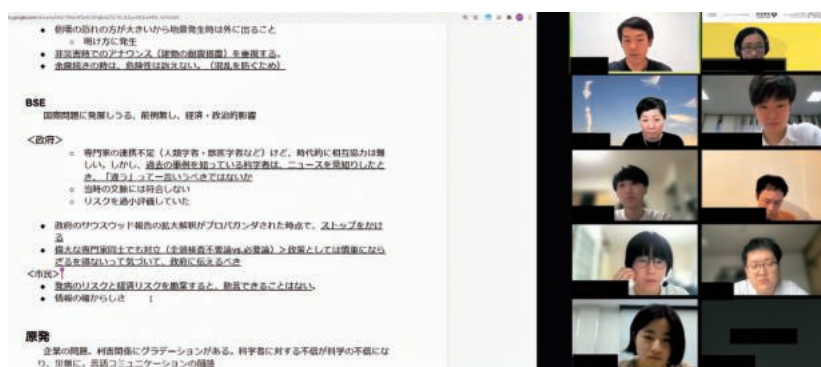 倒壊の恐れの方が大きいから地震発生時は外に出ること
明け方に発生
非災害時でのアナウンス（建物の耐震措置）を重視する。
余震続きの時は、危険性は訴えない。（混乱を防ぐため）
BSE
国際問題に発展しうる、前例無し、経済・政治的影響
＜政府＞
専門家の連携不足（人類学者・獣医学者など）けど、時代的に相互協力は難
しい。しかし、過去の事例を知っている科学者は、ニュースを見知りしたと
き、「違う」って一言いうべきではないか
当時の文脈には符合しない
リスクを過小評価していた
政府のサウスウッド報告の拡大解釈がプロパガンダされた時点で、ストップをかけ
る
偉大な専門家同士でも対立（全頭検査不要論vs.必要論）＞政策としては慎重になら
ざるを得ないって気づいて、政府に伝えるべき
＜市民＞
発病のリスクと経済リスクを勘案すると、助言できることはない。
情報の確からしさ
原発
企業の問題。利害関係にグラデーションがある。科学者に対する不信が科学の不信にな
り、災難に。言語コミュニケーションの